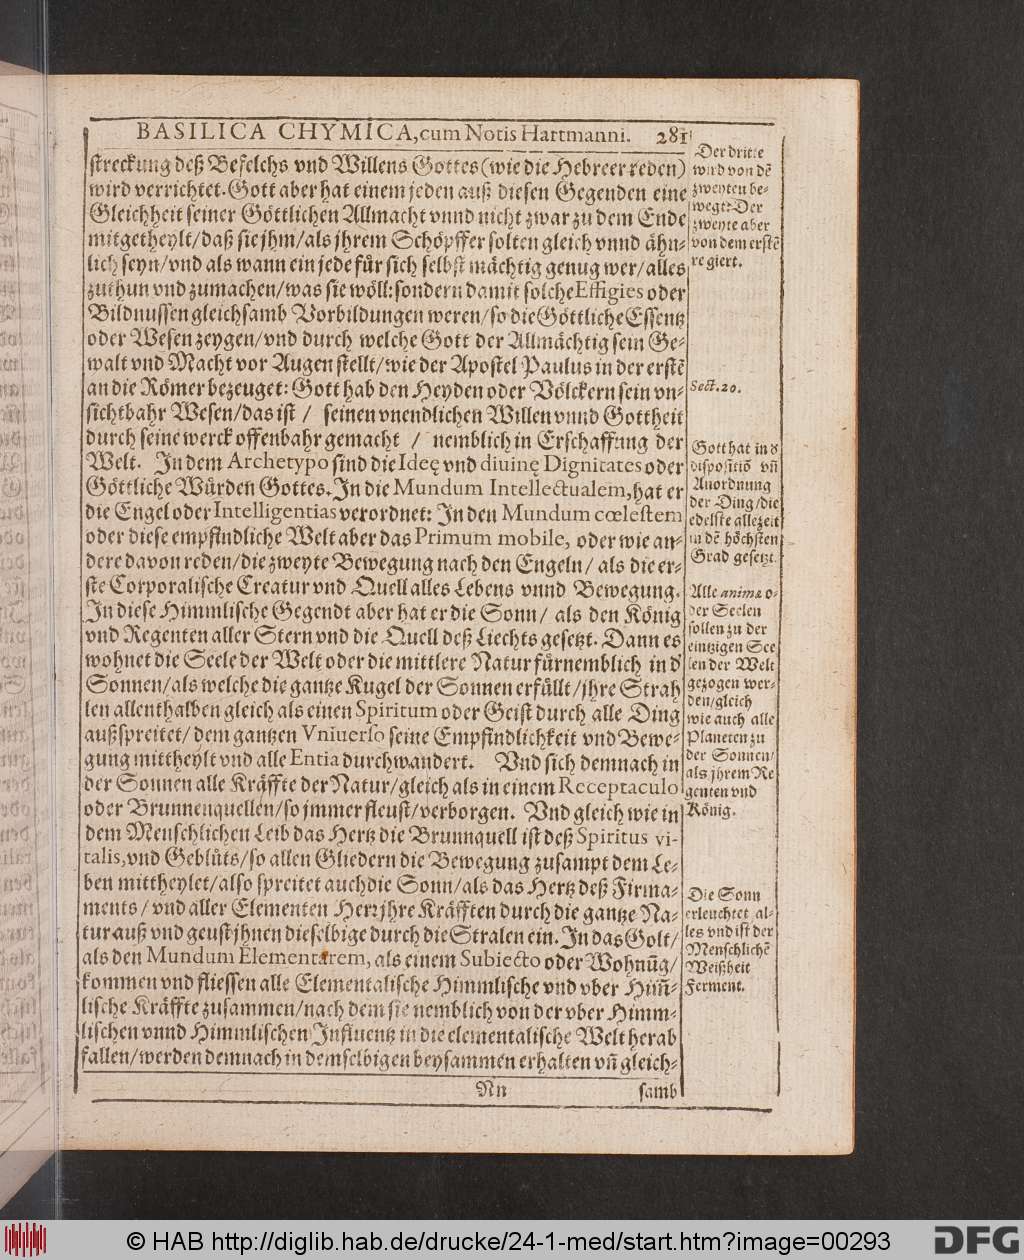 BASILICA CHYMICA, cum Notis Hartmanni. 281
streckung deß Befelchs vnd Willens Gottes (wie die Hebreer reden)
wird verrichtet. Gott aber hat einem jeden auß diesen Gegenden eine
Gleichheit seiner Göttlichen Allmacht vnnd nicht zwar zu dem Ende
mitgetheylt/ daß sie jhm/ als jhrem Schöpffer solten gleich vnnd ähn-
lich seyn/ vnd als wann ein jede für sich selbst mächtig genug wer/ alles
zuthun vnd zumachen/ was sie wöll: sondern damit solche Effigies oder
Bildnussen gleichsamb Vorbildungen weren/ so die Göttliche Essentz
oder Wesen zeygen/ vnd durch welche Gott der Allmächtig sein Ge-
walt vnd Macht vor Augen stellt/ wie der Apostel Paulus in der erstē
an die Römer bezeuget: Gott hab den Heyden oder Völckern sein vn-
sichtbahr Wesen/ das ist / seinen vnendlichen Willen vnnd Gottheit
durch seine werck offenbahr gemacht / nemblich in Erschaffung der
Welt. In dem Archetypo sind die Ideę vnd diuinę Dignitates oder
Göttliche Würden Gottes. In die Mundum Intellectualem, hat er
die Engel oder Intelligentias verordnet: In den Mundum cœlestem
oder diese empfindliche Welt aber das Primum mobile, oder wie an-
dere davon reden/ die zweyte Bewegung nach den Engeln/ als die er-
ste Corporalische Creatur vnd Quell alles Lebens vnnd Bewegung.
In diese Himmlische Gegendt aber hat er die Sonn/ als den König
vnd Regenten aller Stern vnd die Quell deß Liechts gesetzt. Dann es
wohnet die Seele der Welt oder die mittlere Natur fürnemblich in d'
Sonnen/ als welche die gantze Kugel der Sonnen erfüllt/ jhre Strah
len allenthalben gleich als einen Spiritum oder Geist durch alle Ding
außspreitet/ dem gantzen Vniuerso seine Empfindlichkeit vnd Bewe-
gung mittheylt vnd alle Entia durchwandert. Vnd sich demnach in
der Sonnen alle Kräffte der Natur/ gleich als in einem Receptaculo
oder Brunnenquellen/ so jmmer fleust/ verborgen. Vnd gleich wie in
dem Menschlichen Leib das Hertz die Brunnquell ist deß Spiritus vi-
talis, vnd Geblüts/ so allen Gliedern die Bewegung zusampt dem Le-
ben mittheylet/ also spreitet auch die Sonn/ als das Hertz deß Firma-
ments/ vnd aller Elementen Herr jhre Kräfften durch die gantze Na-
tur auß vnd geust jhnen dieselbige durch die Stralen ein. In das Golt/
als den Mundum Elementarem, als einem Subiecto oder Wohnūg/
kommen vnd fliessen alle Elementalische Himmlische vnd vber Him̄-
lische Kräffte zusammen/ nach dem sie nemblich von der vber Himm-
lischen vnnd Himmlischen Influentz in die elementalische Welt herab
fallen/ werden demnach in demselbigen beysammen erhalten vn̄ gleich-
Nn samb
Der dritte
wird von dē
zweyten be-
wegt: Der
zweyte aber
von dem erstē
regiert.
Sect. 20.
Gott hat in d'
dispositiō vn̄
Anordnung
der Ding/ die
edelste allezeit
in dē höchsten
Grad gesetzt.
Alle animæ o-
der Seelen
sollen zu der
eintzigen See
len der Welt
gezogen wer-
den/ gleich
wie auch alle
Planeten zu
der Sonnen/
als jhrem Re
genten vnd
König.
Die Sonn
erleuchtet al-
les vnd ist der
Menschlichē
Weißheit
Ferment.
© HAB http://diglib.hab.de/drucke/24-1-med/start.htm?image=00293
DFG